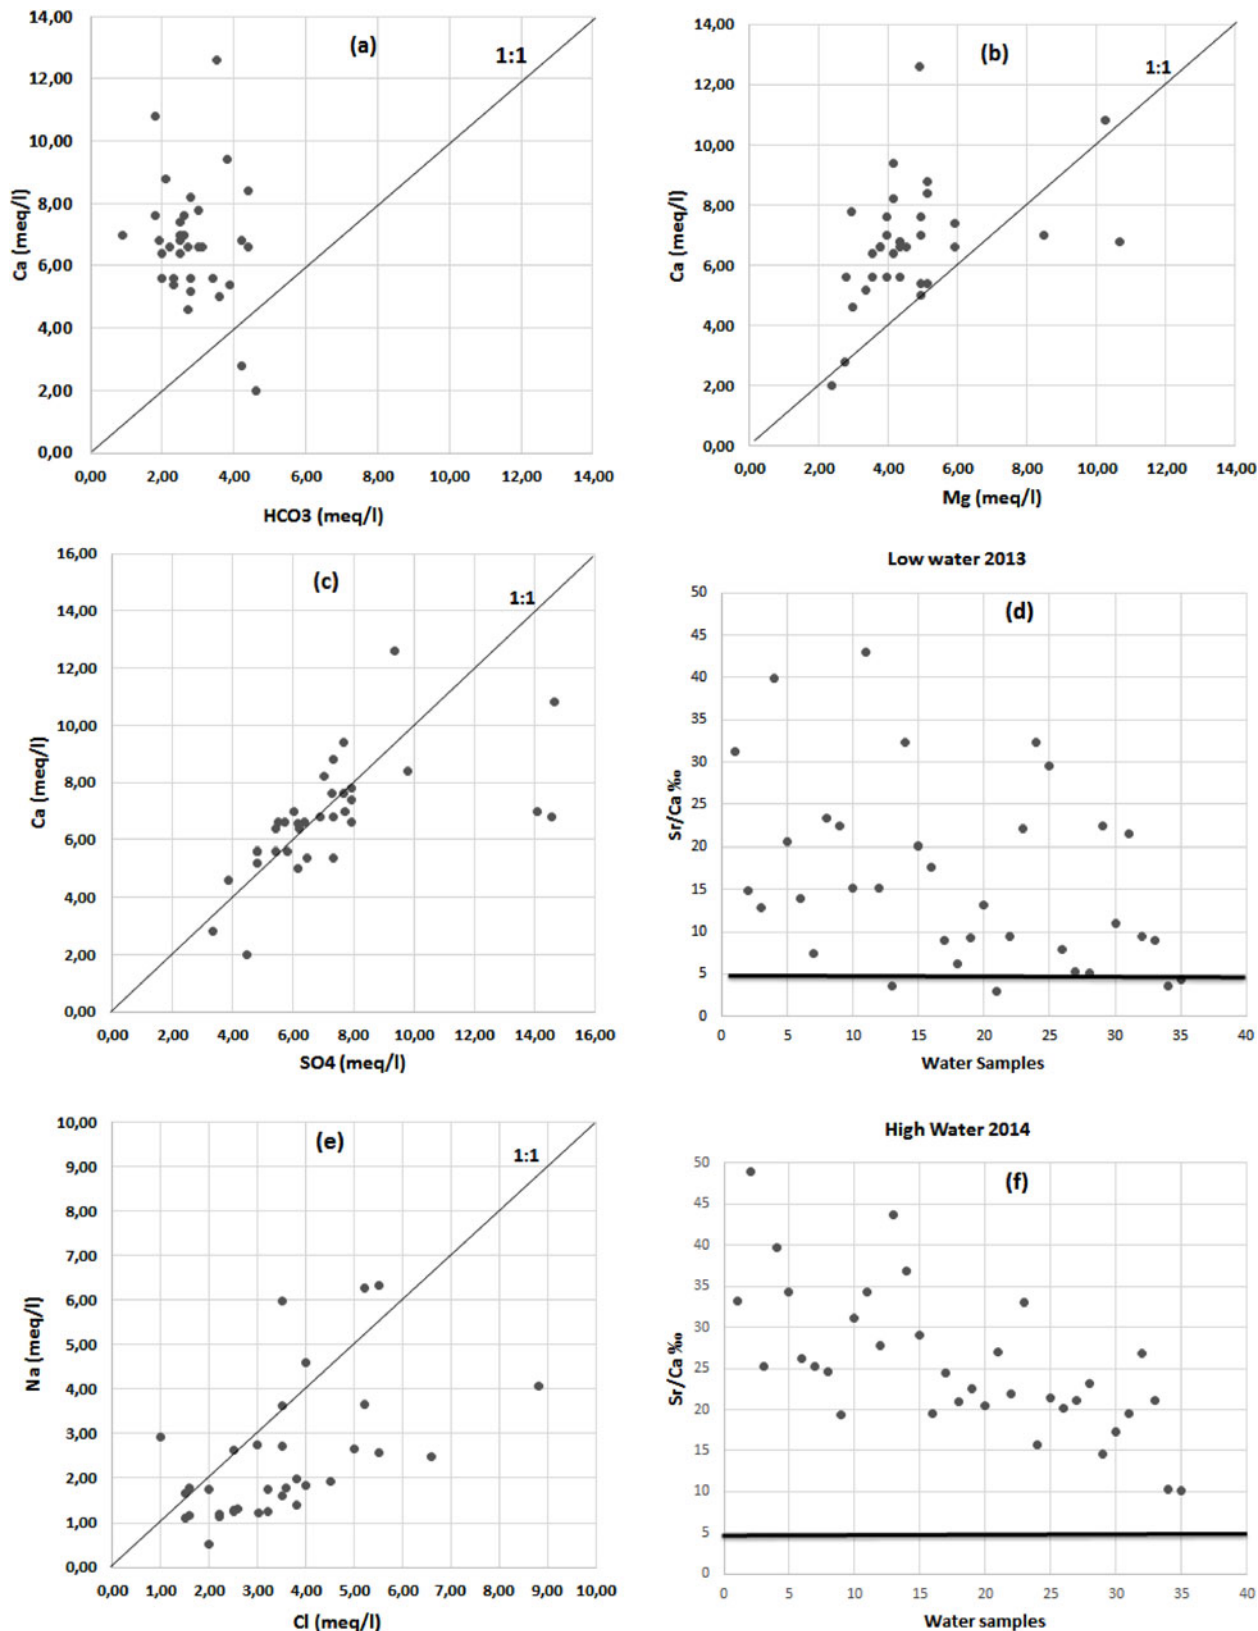 (a)
1:1
14,00
12,00
10,00
8,00
6,00
4,00
2,00
0,00
Ca (meq/l)
0,00 2,00 4,00 6,00 8,00 10,00 12,00 14,00
HCO3 (meq/l)
(b)
1:1
14,00
12,00
10,00
8,00
6,00
4,00
2,00
0,00
Ca (meq/l)
0,00 2,00 4,00 6,00 8,00 10,00 12,00 14,00
Mg (meq/l)
(c)
1:1
16,00
14,00
12,00
10,00
8,00
6,00
4,00
2,00
0,00
Ca (meq/l)
0,00 2,00 4,00 6,00 8,00 10,00 12,00 14,00 16,00
SO4 (meq/l)
Low water 2013
(d)
50
45
40
35
30
25
20
15
10
5
0
Sr/Ca ‰
0 5 10 15 20 25 30 35 40
Water Samples
(e)
1:1
10,00
9,00
8,00
7,00
6,00
5,00
4,00
3,00
2,00
1,00
0,00
Na (meq/l)
0,00 1,00 2,00 3,00 4,00 5,00 6,00 7,00 8,00 9,00 10,00
Cl (meq/l)
High Water 2014
(f)
50
45
40
35
30
25
20
15
10
5
0
Sr/Ca ‰
0 5 10 15 20 25 30 35 40
Water samples